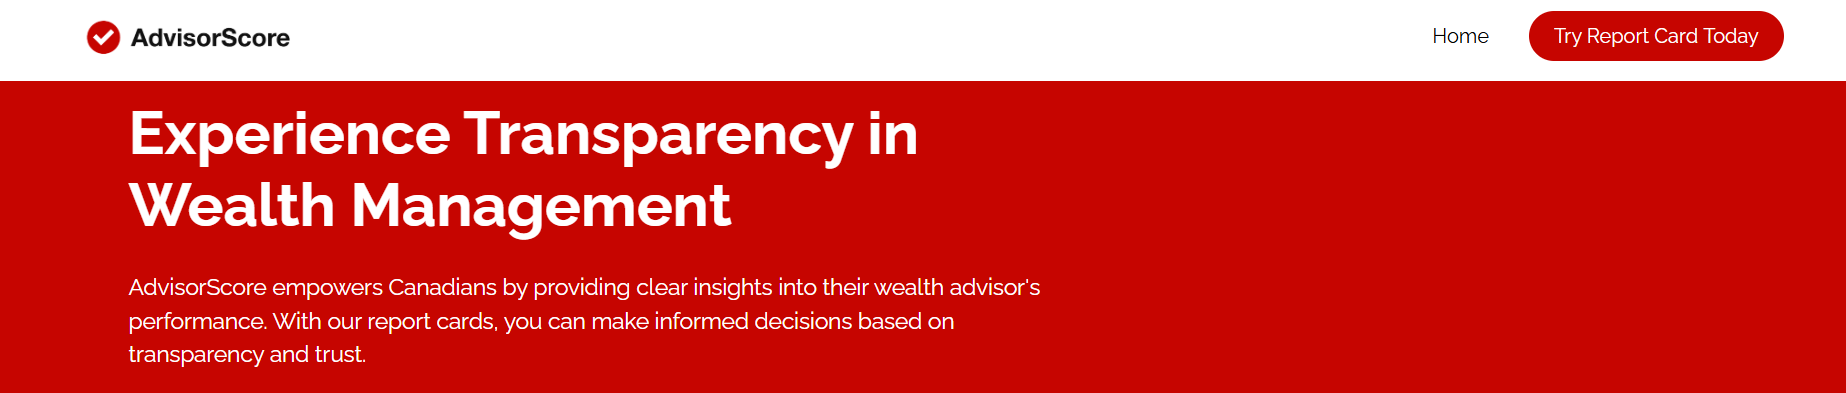 AdvisorScore
Home
Try Report Card Today
Experience Transparency in
Wealth Management
AdvisorScore empowers Canadians by providing clear insights into their wealth advisor's
performance. With our report cards, you can make informed decisions based on
transparency and trust.